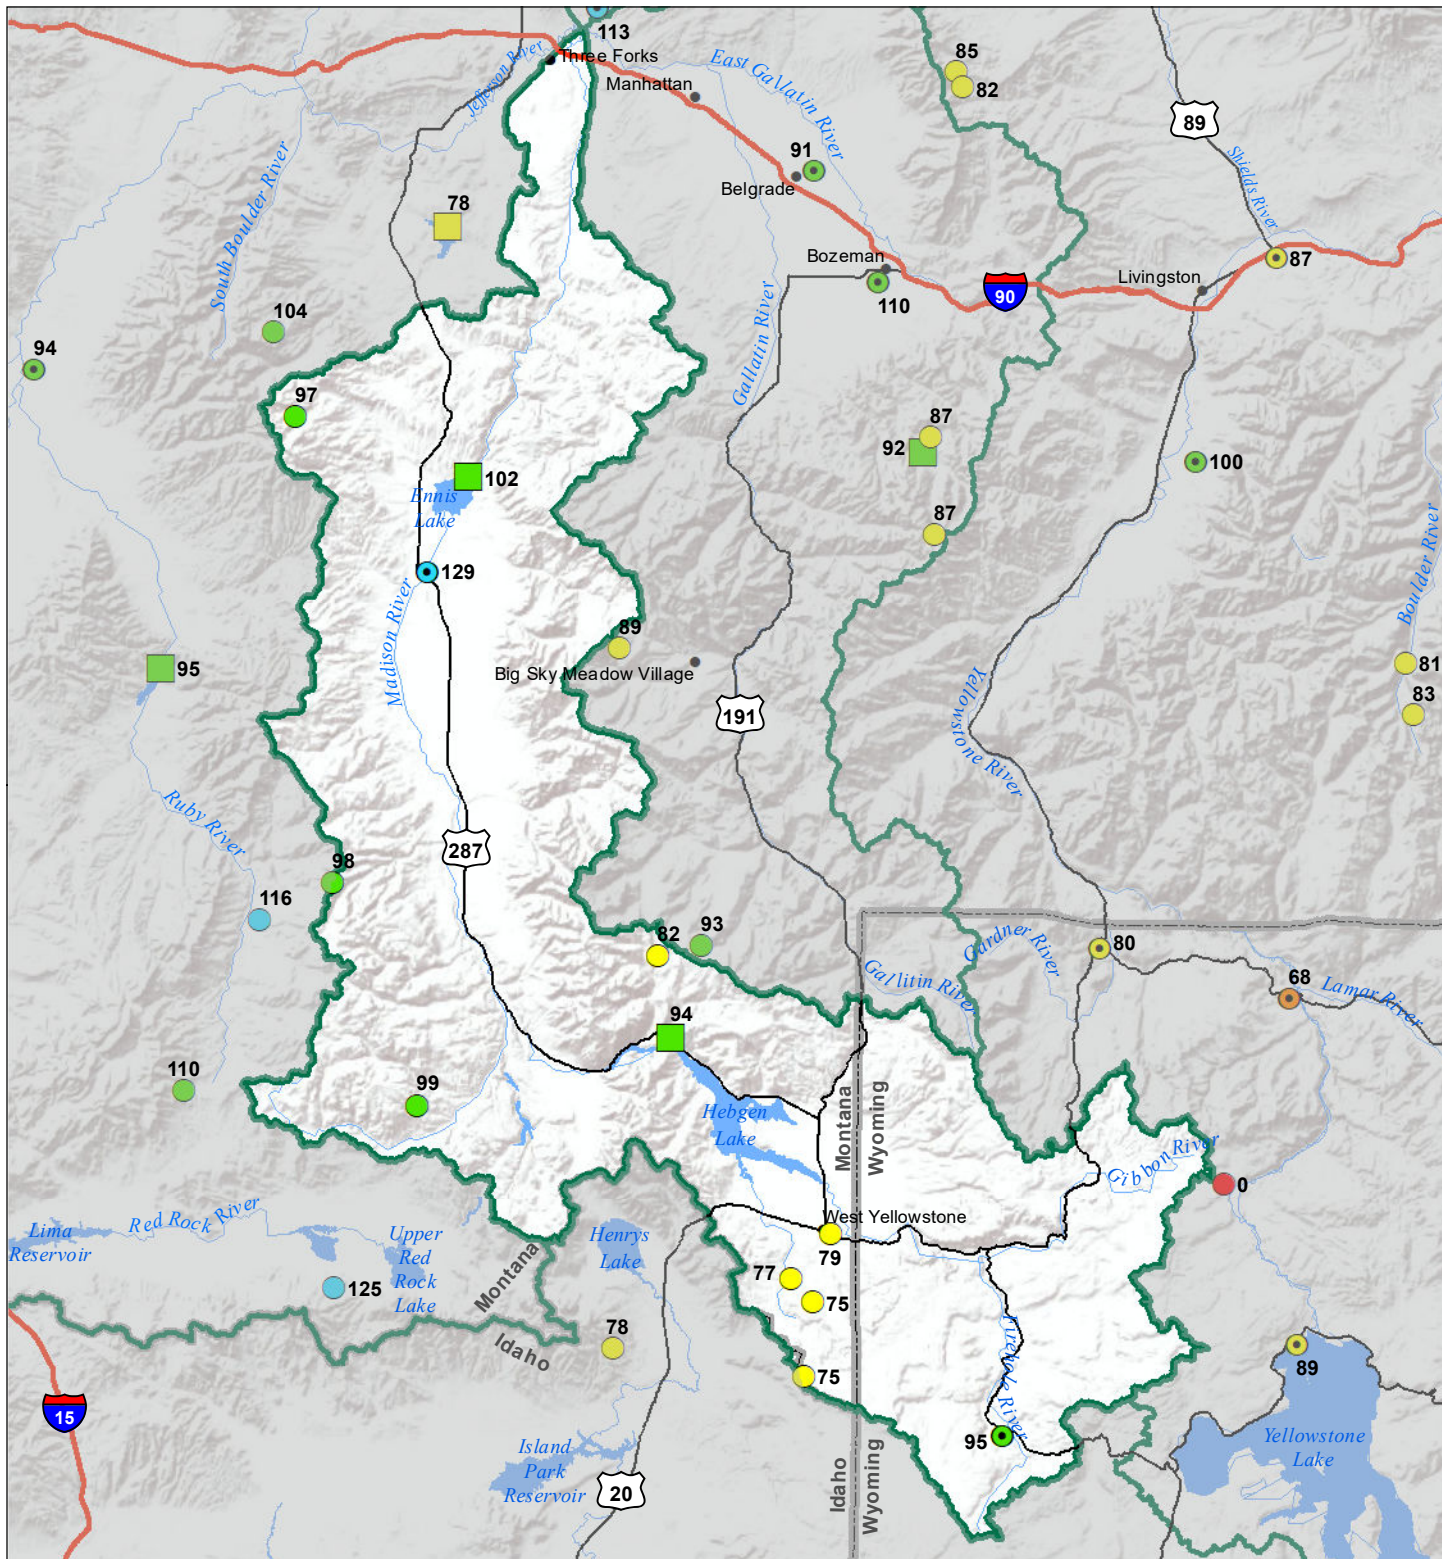 113
Three Forks
Jefferson River
Manhattan
East Gallatin River
85
82
89
91
Belgrade
Shields River
South Boulder River
78
Bozeman
110
90
Livingston
87
104
94
Gallatin River
97
87
92
100
102
Ennis
Lake
87
129
Boulder River
Madison River
89
Big Sky Meadow Village
95
81
83
191
Yellowstone River
Ruby River
287
98
116
82
93
Gardner River
80
Gallitin River
68
Lamar River
94
110
99
Hebgen
Lake
Montana
Wyoming
Gibbon River
0
Red Rock River
Lima
Reservoir
Upper
Red
Rock
Lake
Henrys
Lake
West Yellowstone
79
Montana
Idaho
77
75
125
78
75
Firehole River
89
15
95
Yellowstone
Lake
Island
Park
Reservoir
20
Idaho
Wyoming